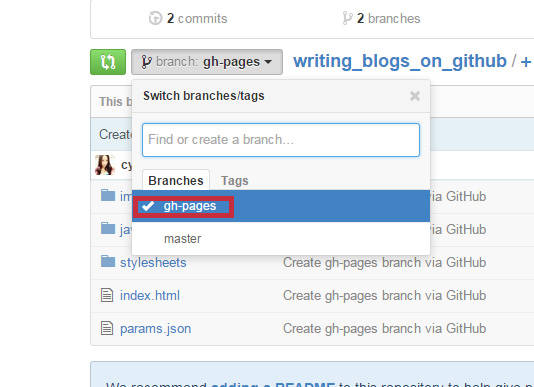 2 commits
2 branches
branch: gh-pages
writing_blogs_on_github / +
Switch branches/tags
This b
Find or create a branch...
Create
Branches
Tags
cy
gh-pages
im
via GitHub
master
jav
via GitHub
stylesheets
Create gh-pages branch via GitHub
index.html
Create gh-pages branch via GitHub
params.json
Create gh-pages branch via GitHub
We recommend adding a README to this repository to help give p